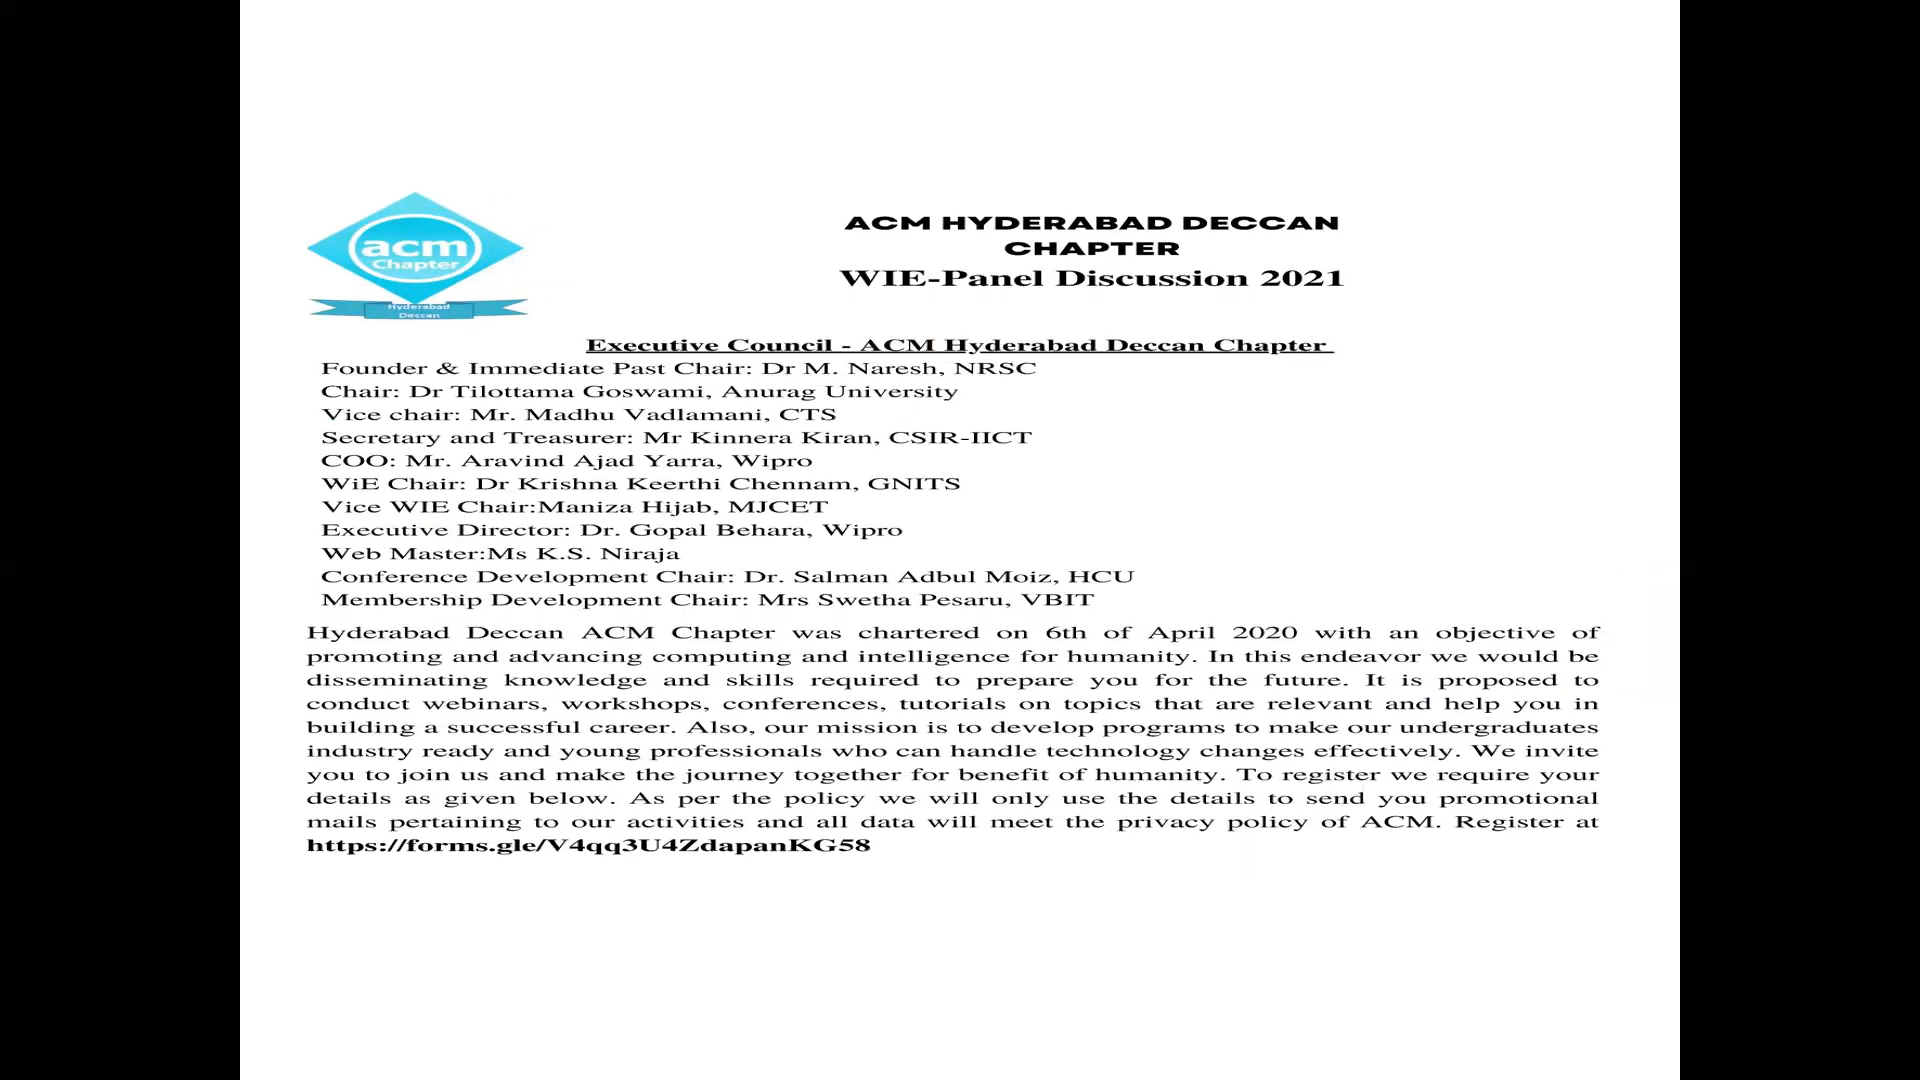 acm
Chapter
Hyderabad
Deccan
ACM HYDERABAD DECCAN
CHAPTER
WIE-Panel Discussion 2021
Executive Council - ACM Hyderabad Deccan Chapter
Founder & Immediate Past Chair: Dr M. Naresh, NRSC
Chair: Dr Tilottama Goswami, Anurag University
Vice chair: Mr. Madhu Vadlamani, CTS
Secretary and Treasurer: Mr Kinnera Kiran, CSIR-IICT
COO: Mr. Aravind Ajad Yarra, Wipro
WiE Chair: Dr Krishna Keerthi Chennam, GNITS
Vice WIE Chair:Maniza Hijab, MJCET
Executive Director: Dr. Gopal Behara, Wipro
Web Master:Ms K.S. Niraja
Conference Development Chair: Dr. Salman Adbul Moiz, HCU
Membership Development Chair: Mrs Swetha Pesaru, VBIT
Hyderabad Deccan ACM Chapter was chartered on 6th of April 2020 with an objective of
promoting and advancing computing and intelligence for humanity. In this endeavor we would be
disseminating knowledge and skills required to prepare you for the future. It is proposed to
conduct webinars, workshops, conferences, tutorials on topics that are relevant and help you in
building a successful career. Also, our mission is to develop programs to make our undergraduates
industry ready and young professionals who can handle technology changes effectively. We invite
you to join us and make the journey together for benefit of humanity. To register we require your
details as given below. As per the policy we will only use the details to send you promotional
mails pertaining to our activities and all data will meet the privacy policy of ACM. Register at
https://forms.gle/V4qq3U4ZdapanKG58